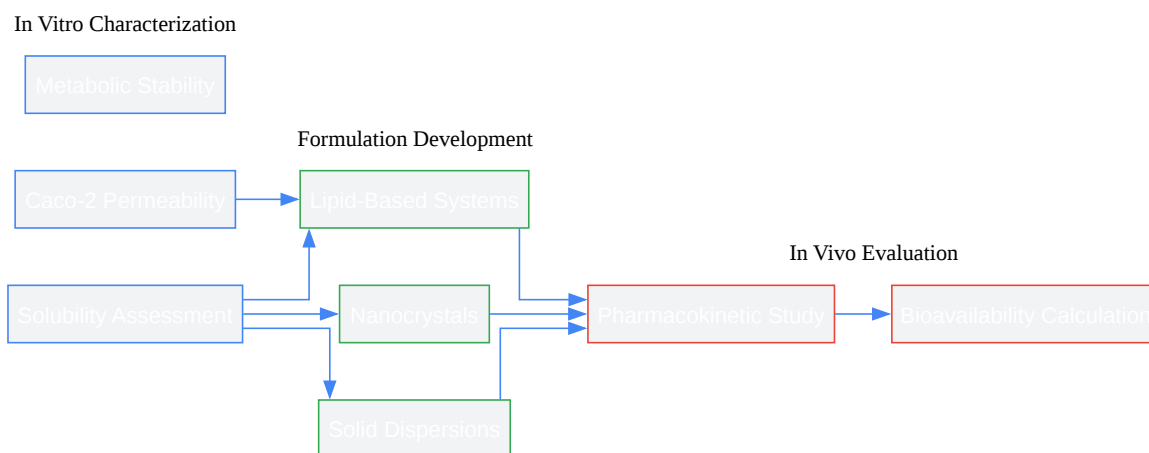 In Vitro Characterization
Metabolic Stability
Formulation Development
Caco-2 Permeability
Lipid-Based Systems
In Vivo Evaluation
Solubility Assessment
Nanocrystals
Pharmacokinetic Study
Bioavailability Calculation
Solid Dispersions